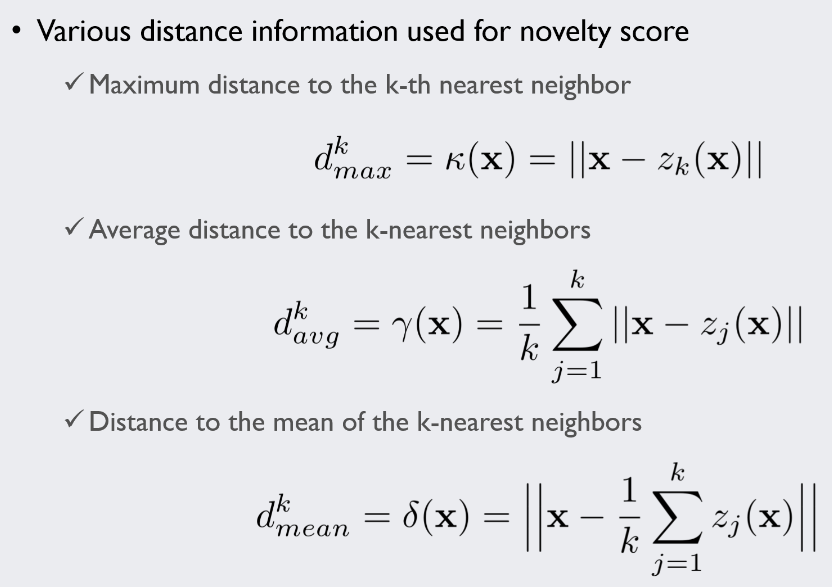 • Various distance information used for novelty score
✓ Maximum distance to the k-th nearest neighbor
$d_{max}^{k} = \kappa(\mathbf{x}) = ||\mathbf{x} - z_k(\mathbf{x})||$
✓ Average distance to the k-nearest neighbors
$d_{avg}^{k} = \gamma(\mathbf{x}) = \frac{1}{k} \sum_{j=1}^{k} ||\mathbf{x} - z_j(\mathbf{x})||$
✓ Distance to the mean of the k-nearest neighbors
$d_{mean}^{k} = \delta(\mathbf{x}) = \left|\left|\mathbf{x} - \frac{1}{k} \sum_{j=1}^{k} z_j(\mathbf{x})\right|\right|$